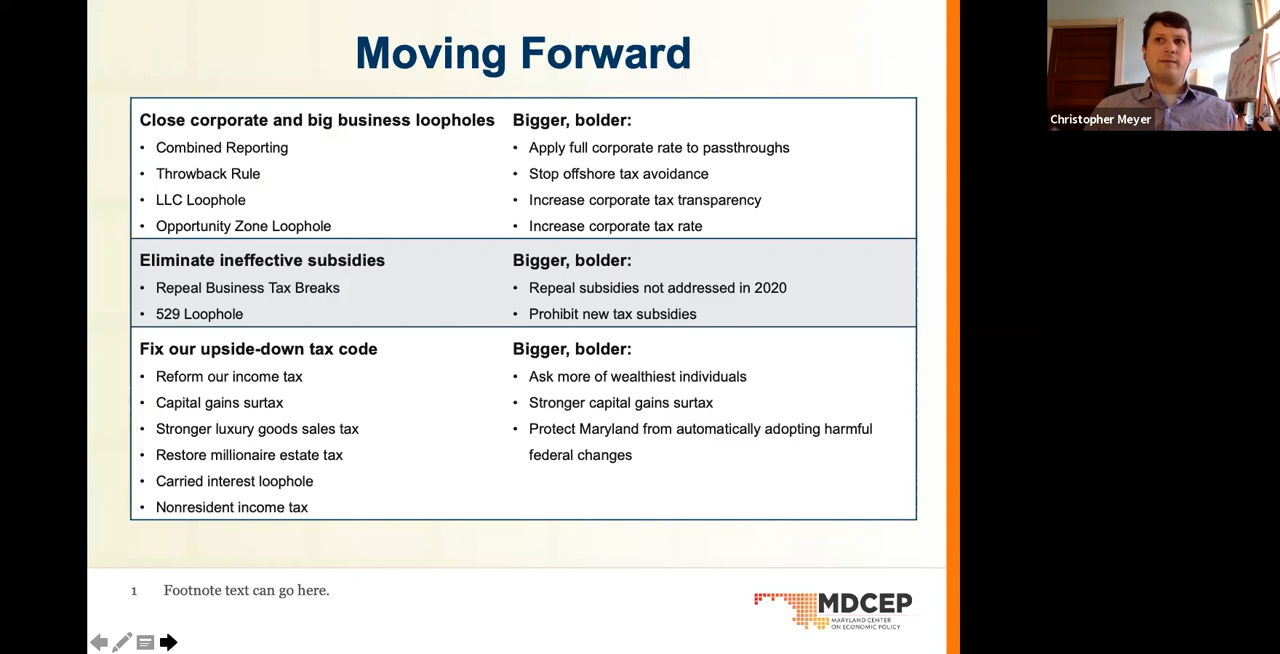 Moving Forward
Close corporate and big business loopholes
• Combined Reporting
• Throwback Rule
• LLC Loophole
• Opportunity Zone Loophole
Bigger, bolder:
• Apply full corporate rate to passthroughs
• Stop offshore tax avoidance
• Increase corporate tax transparency
• Increase corporate tax rate
Eliminate ineffective subsidies
• Repeal Business Tax Breaks
• 529 Loophole
Bigger, bolder:
• Repeal subsidies not addressed in 2020
• Prohibit new tax subsidies
Fix our upside-down tax code
• Reform our income tax
• Capital gains surtax
• Stronger luxury goods sales tax
• Restore millionaire estate tax
• Carried interest loophole
• Nonresident income tax
Bigger, bolder:
• Ask more of wealthiest individuals
• Stronger capital gains surtax
• Protect Maryland from automatically adopting harmful
federal changes
1 Footnote text can go here.
MDCEP
MARYLAND CENTER
ON ECONOMIC POLICY
Christopher Meyer